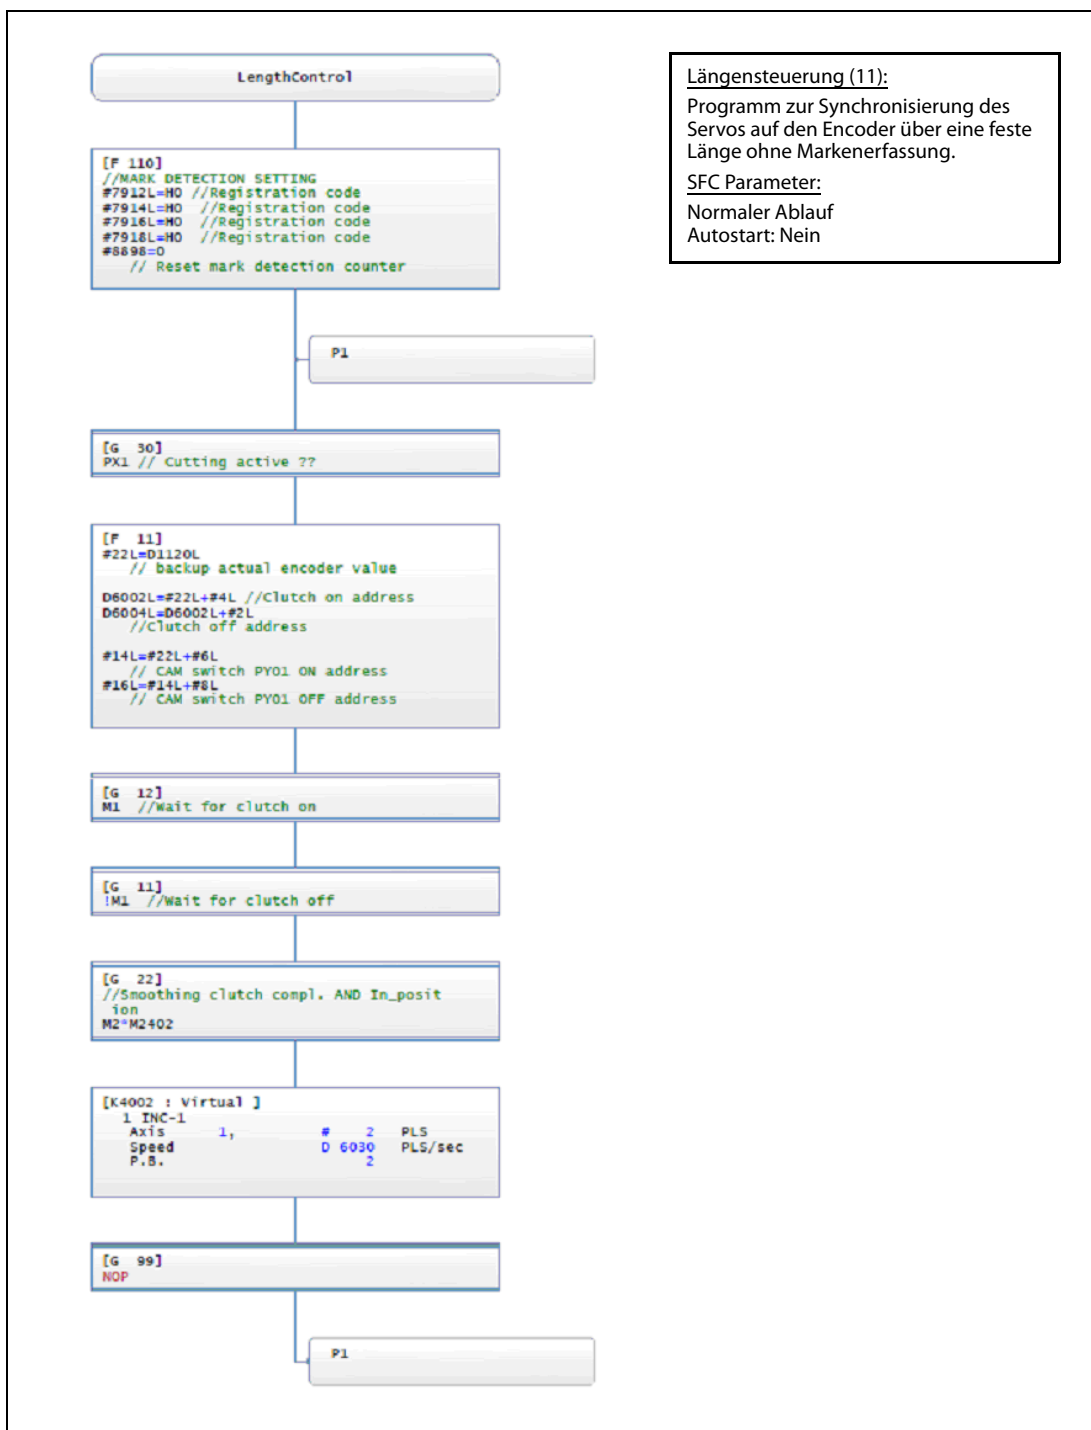 LengthControl
Längensteuerung (11):
Programm zur Synchronisierung des
Servos auf den Encoder über eine feste
Länge ohne Markenerfassung.
SFC Parameter:
Normaler Ablauf
Autostart: Nein
[F 110]
//MARK DETECTION SETTING
#7912L=H0 //Registration code
#7914L=H0 //Registration code
#7916L=H0 //Registration code
#7918L=H0 //Registration code
#8898=0
// Reset mark detection counter
P1
[G 30]
PX1 // Cutting active ??
[F 11]
#22L=D1120L
// backup actual encoder value
D6002L=#22L+#4L //Clutch on address
D6004L=D6002L+#2L
//Clutch off address
#14L=#22L+#6L
// CAM switch PY01 ON address
#16L=#14L+#8L
// CAM switch PY01 OFF address
[G 12]
M1 //Wait for clutch on
[G 11]
!M1 //Wait for clutch off
[G 22]
//Smoothing clutch compl. AND In_posit
ion
M2*M2402
[K4002 : Virtual ]
1 INC-1
Axis 1, # 2 PLS
Speed D 6030 PLS/sec
P.B. 2
[G 99]
NOP
P1